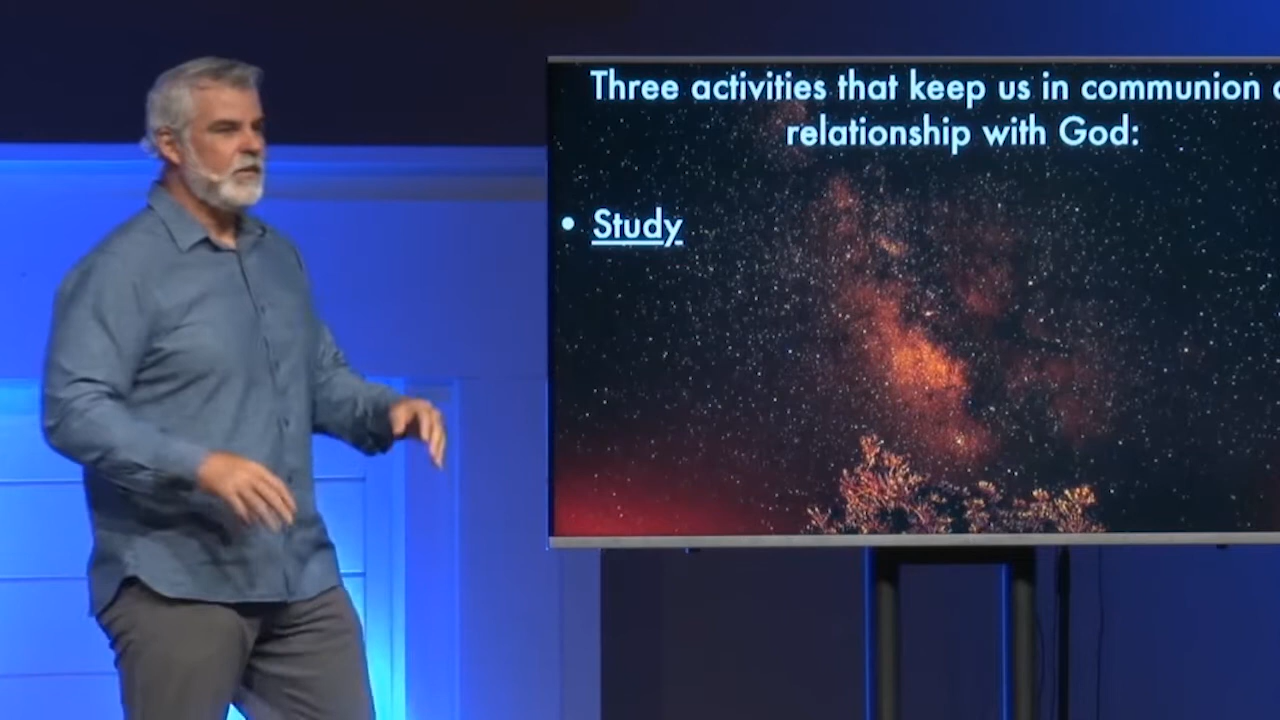 Three activities that keep us in communion
relationship with God:
• Study